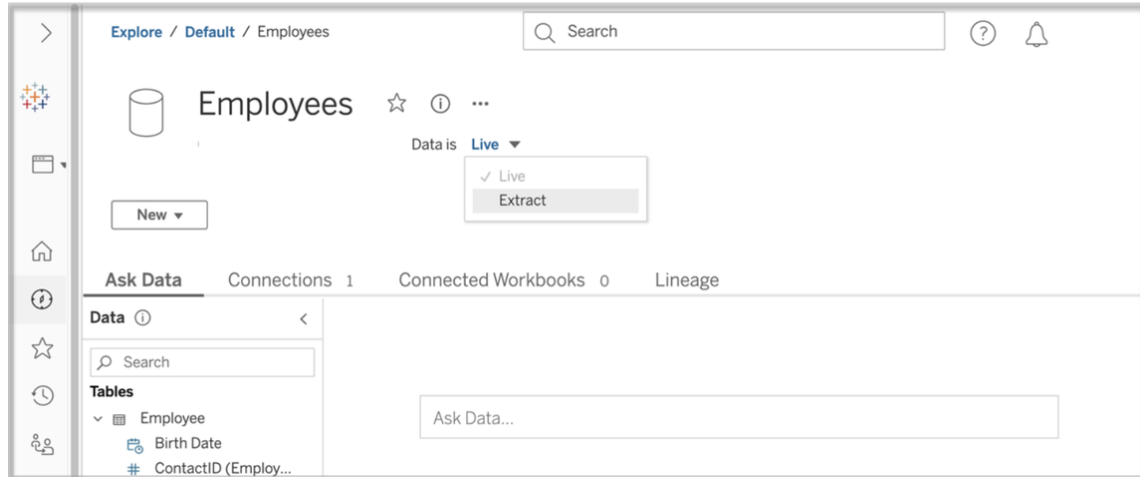 Explore / Default / Employees
Search
Employees
Data is Live
Live
Extract
New
Ask Data Connections 1 Connected Workbooks 0 Lineage
Data
Search
Tables
Ask Data...
Employee
Birth Date
ContactID (Employ...